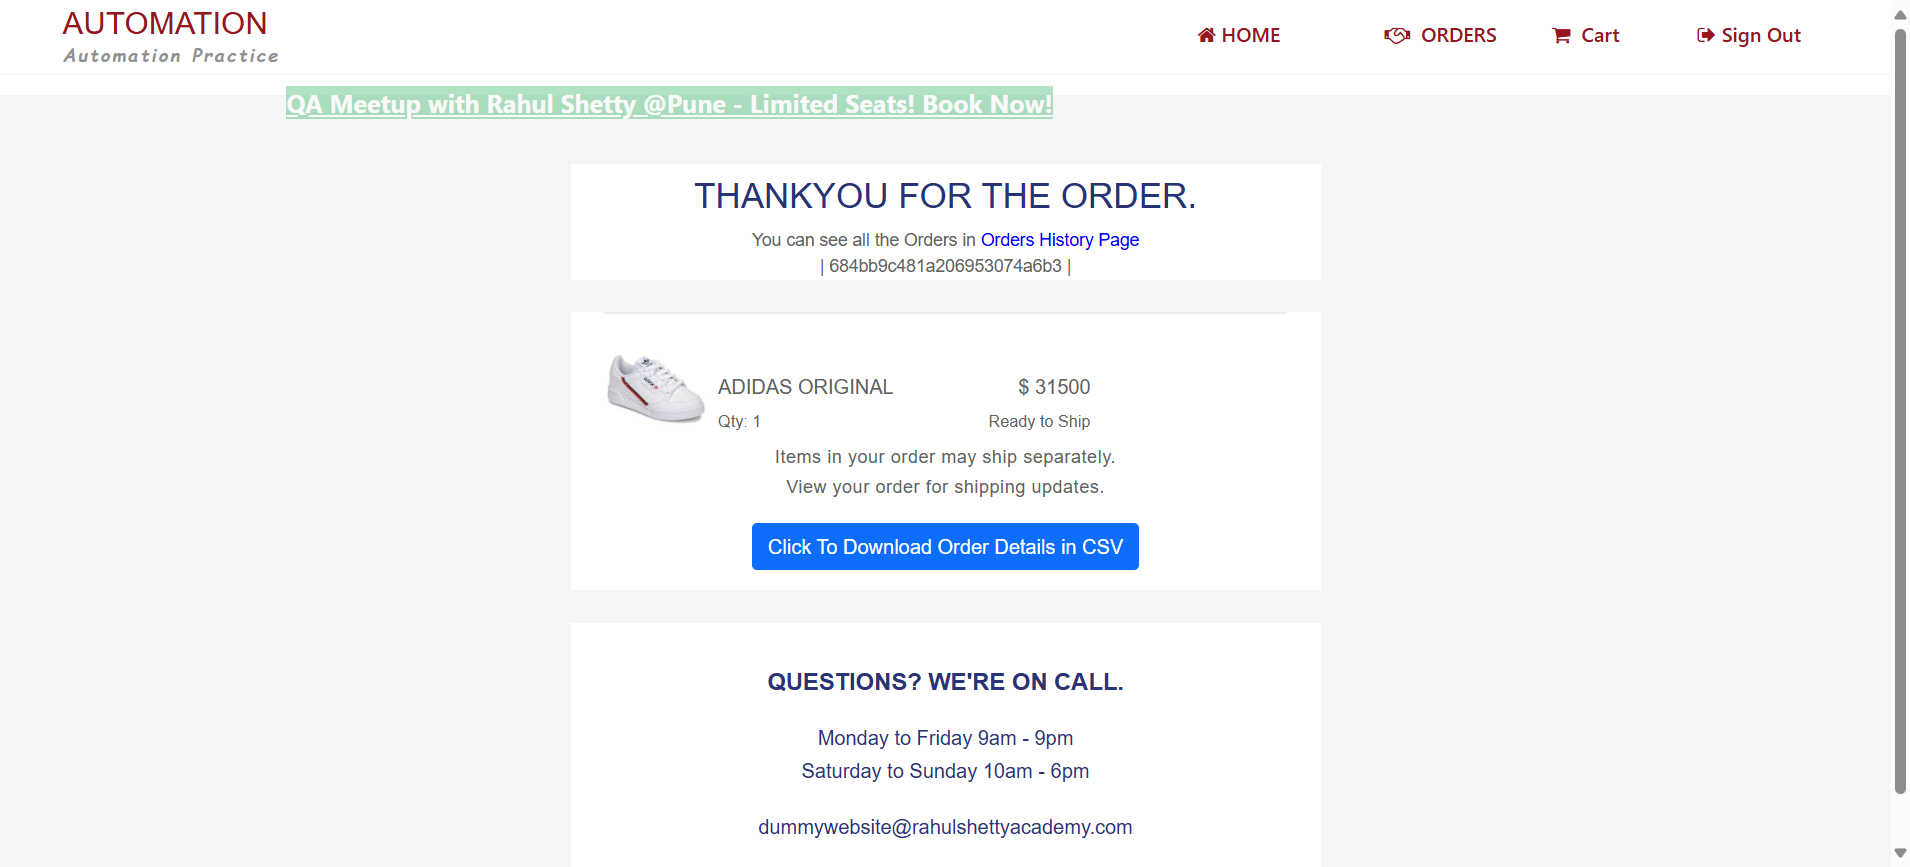 AUTOMATION
Automation Practice
HOME
ORDERS
Cart
Sign Out
QA Meetup with Rahul Shetty @Pune - Limited Seats! Book Now!
THANKYOU FOR THE ORDER.
You can see all the Orders in Orders History Page
| 684bb9c481a206953074a6b3 |
ADIDAS ORIGINAL
$ 31500
Qty: 1
Ready to Ship
Items in your order may ship separately.
View your order for shipping updates.
Click To Download Order Details in CSV
QUESTIONS? WE'RE ON CALL.
Monday to Friday 9am - 9pm
Saturday to Sunday 10am - 6pm
dummywebsite@rahulshettyacademy.com